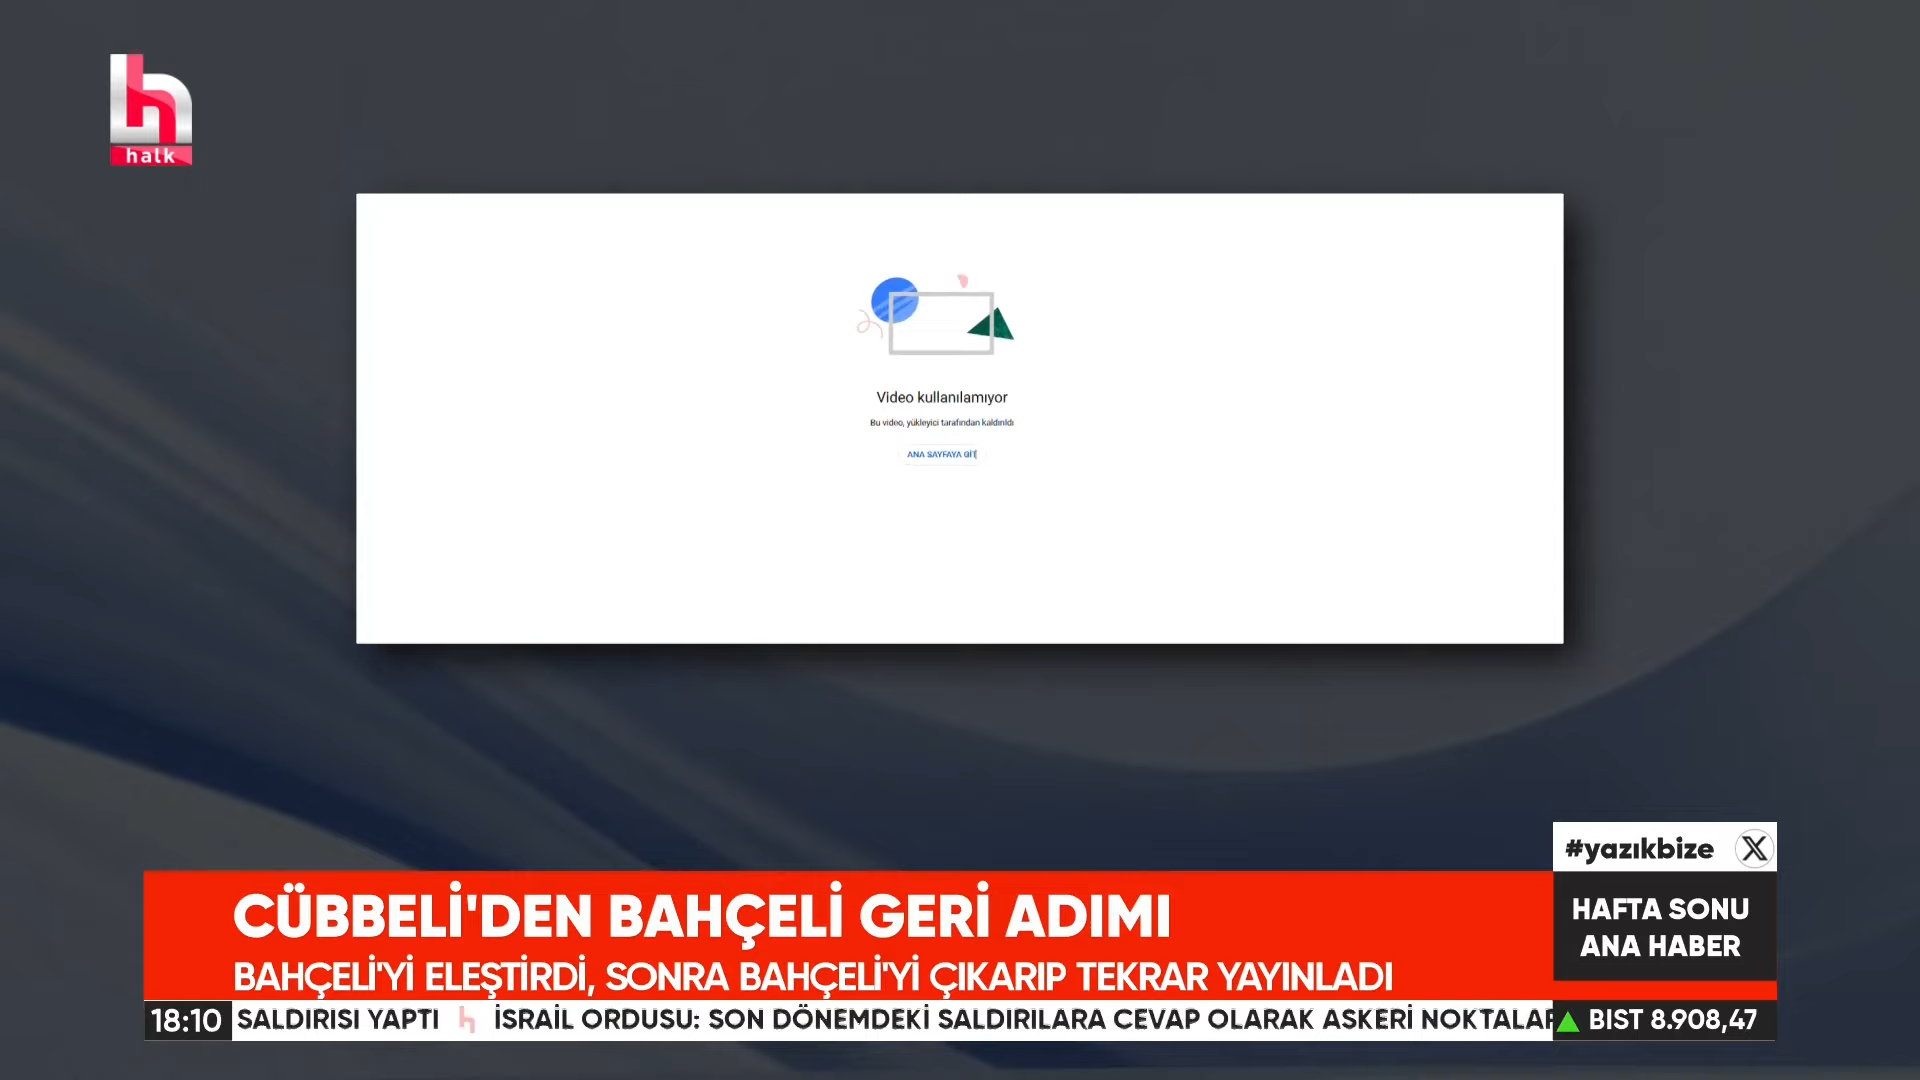 halk
Video kullanılamıyor
Bu video, yükleyici tarafından kaldırıldı
ANA SAYFAYA GİT
#yazıkbize
CÜBBELİ'DEN BAHÇELİ GERİ ADIMI
BAHÇELİ'Yİ ELEŞTİRDİ, SONRA BAHÇELİ'Yİ ÇIKARIP TEKRAR YAYINLADI
HAFTA SONU
ANA HABER
18:10 SALDIRISI YAPTI İSRAİL ORDUSU: SON DÖNEMDEKİ SALDIRILARA CEVAP OLARAK ASKERİ NOKTALAR BIST 8.908,47